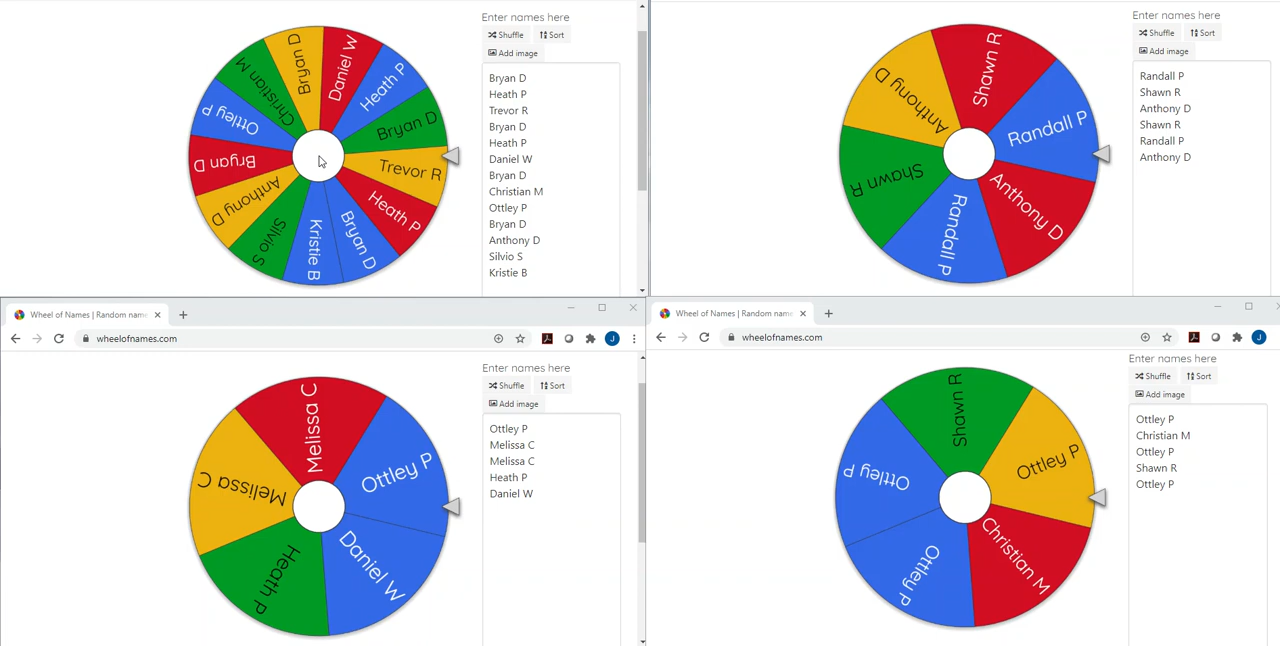 Enter names here
Shuffle Sort
Add image
Bryan D
Heath P
Trevor R
Bryan D
Heath P
Daniel W
Bryan D
Christian M
Ottley P
Bryan D
Anthony D
Silvio S
Kristie B
Bryan D
Daniel W
Heath P
Bryan D
Trevor R
Heath P
Bryan D
Kristie B
Silvio S
Anthony D
Bryan D
Ottley P
Christian M
Enter names here
Shuffle Sort
Add image
Randall P
Shawn R
Anthony D
Shawn R
Randall P
Anthony D
Shawn R
Randall P
Anthony D
Randall P
Shawn R
Anthony D
Wheel of Names | Random name
wheelofnames.com
J
Enter names here
Shuffle Sort
Add image
Ottley P
Melissa C
Melissa C
Heath P
Daniel W
Melissa C
Ottley P
Daniel W
Heath P
Melissa C
Wheel of Names | Random name
wheelofnames.com
J
Enter names here
Shuffle Sort
Add image
Ottley P
Christian M
Ottley P
Shawn R
Ottley P
Shawn R
Ottley P
Christian M
Ottley P
Ottley P